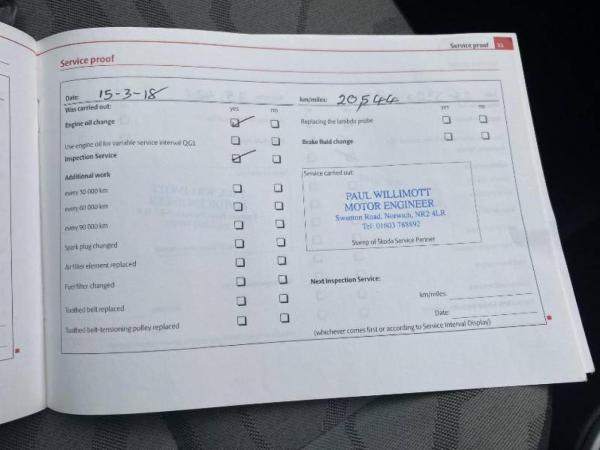 Service proof 11
Service proof
Date: 15-3-18 km/miles: 20544
Was carried out: yes no yes no
Engine oil change Replacing the lambda probe
Use engine oil for variable service interval QG1 Brake fluid change
Inspection Service
Additional work Service carried out:
every 30 000 km PAUL WILLIMOTT
MOTOR ENGINEER
every 60 000 km Swanton Road, Norwich, NR2 4LR
Tel: 01603 788892
every 90 000 km
Stamp of Skoda Service Partner
Spark plug changed
Air filter element replaced
Fuel filter changed Next Inspection Service:
km/miles:
Toothed belt replaced
Date:
Toothed belt-tensioning pulley replaced (whichever comes first or according to Service Interval Display)